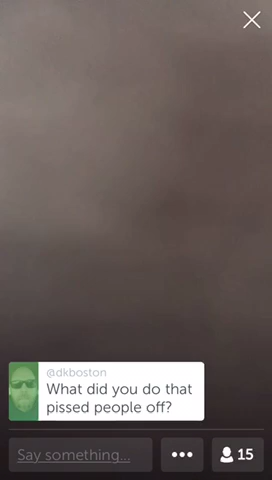 @dkboston
What did you do that
pissed people off?
Say something...
15